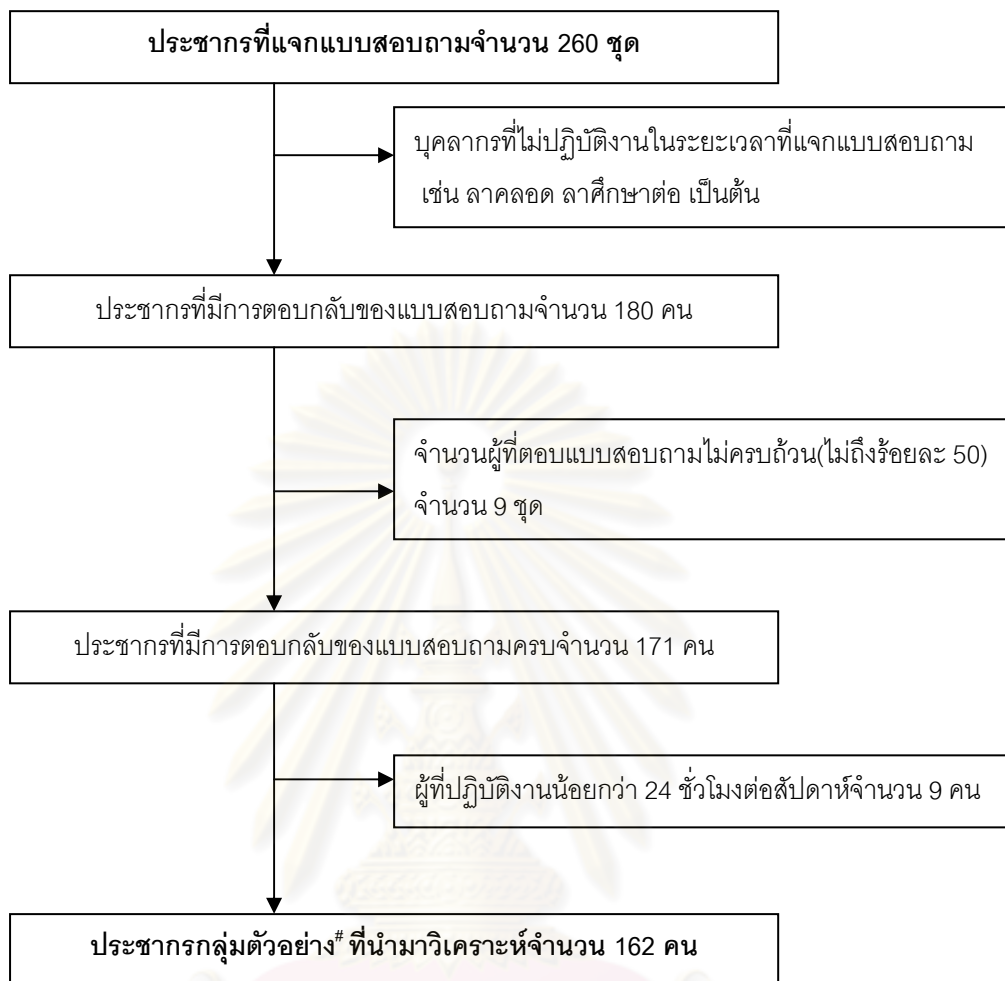 ประชากรที่แจกแบบสอบถามจำนวน 260 ชุด
บุคลากรที่ไม่ปฏิบัติงานในระยะเวลาที่แจกแบบสอบถาม
เช่น ลาคลอด ลาศึกษาต่อ เป็นต้น
ประชากรที่มีการตอบกลับของแบบสอบถามจำนวน 180 คน
จำนวนผู้ที่ตอบแบบสอบถามไม่ครบถ้วน(ไม่ถึงร้อยละ 50)
จำนวน 9 ชุด
ประชากรที่มีการตอบกลับของแบบสอบถามครบจำนวน 171 คน
ผู้ที่ปฏิบัติงานน้อยกว่า 24 ชั่วโมงต่อสัปดาห์จำนวน 9 คน
ประชากรกลุ่มตัวอย่าง# ที่นำมาวิเคราะห์จำนวน 162 คน